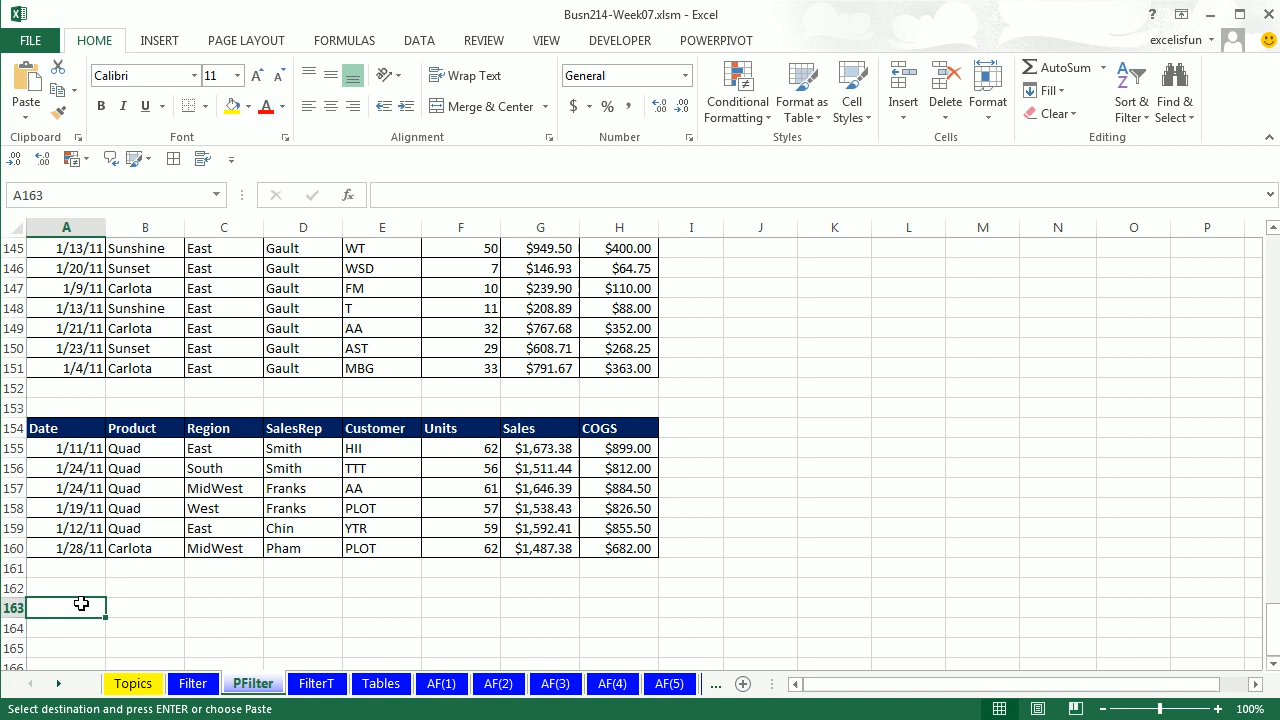 Busn214-Week07.xlsm - Excel
?
FILE HOME INSERT PAGE LAYOUT FORMULAS DATA REVIEW VIEW DEVELOPER POWERPIVOT excelisfun
Paste Calibri 11 A A Wrap Text General Conditional Formatting Format as Table Cell Styles Insert Delete Format AutoSum Fill Clear Sort & Filter Find & Select
B I U A Merge & Center $ % ,
Clipboard Font Alignment Number Styles Cells Editing
A163 fx
A B C D E F G H I J K L M N O P
145 1/13/11 Sunshine East Gault WT 50 $949.50 $400.00
146 1/20/11 Sunset East Gault WSD 7 $146.93 $64.75
147 1/9/11 Carlota East Gault FM 10 $239.90 $110.00
148 1/13/11 Sunshine East Gault T 11 $208.89 $88.00
149 1/21/11 Carlota East Gault AA 32 $767.68 $352.00
150 1/23/11 Sunset East Gault AST 29 $608.71 $268.25
151 1/4/11 Carlota East Gault MBG 33 $791.67 $363.00
152
153
154 Date Product Region SalesRep Customer Units Sales COGS
155 1/11/11 Quad East Smith HII 62 $1,673.38 $899.00
156 1/24/11 Quad South Smith TTT 56 $1,511.44 $812.00
157 1/24/11 Quad MidWest Franks AA 61 $1,646.39 $884.50
158 1/19/11 Quad West Franks PLOT 57 $1,538.43 $826.50
159 1/12/11 Quad East Chin YTR 59 $1,592.41 $855.50
160 1/28/11 Carlota MidWest Pham PLOT 62 $1,487.38 $682.00
161
162
163
164
165
166
Topics Filter PFilter FilterT Tables AF(1) AF(2) AF(3) AF(4) AF(5) ...
Select destination and press ENTER or choose Paste 100%